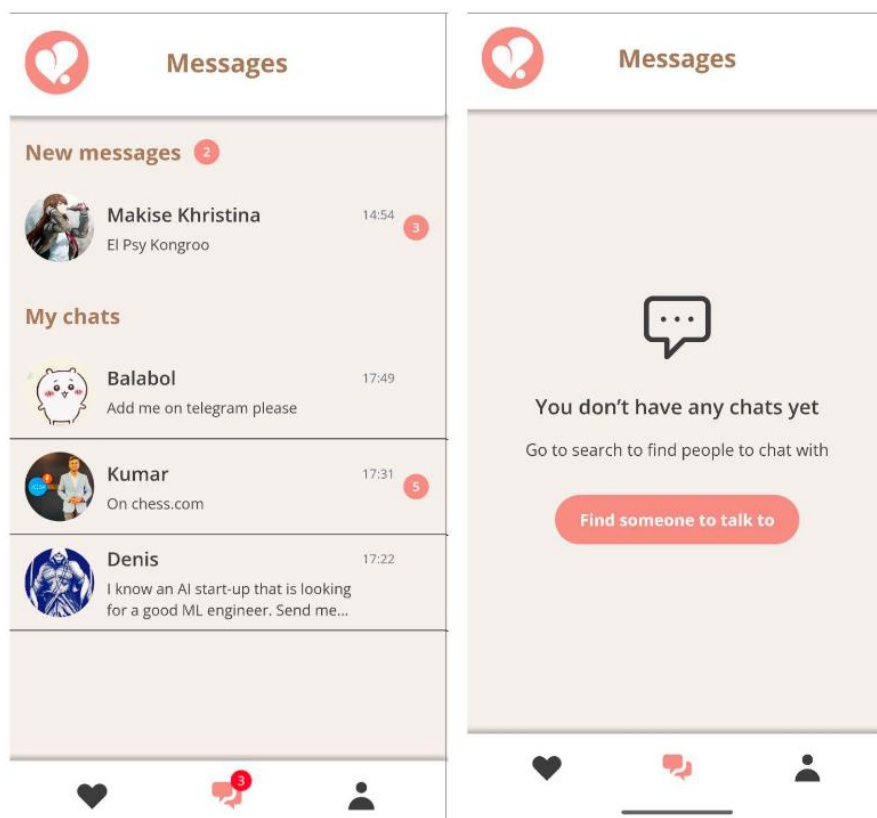 Messages
New messages 2
Makise Khristina 14:54
El Psy Kongroo 3
My chats
Balabol 17:49
Add me on telegram please
Kumar 17:31
On chess.com 5
Denis 17:22
I know an AI start-up that is looking
for a good ML engineer. Send me...
3
Messages
You don’t have any chats yet
Go to search to find people to chat with
Find someone to talk to